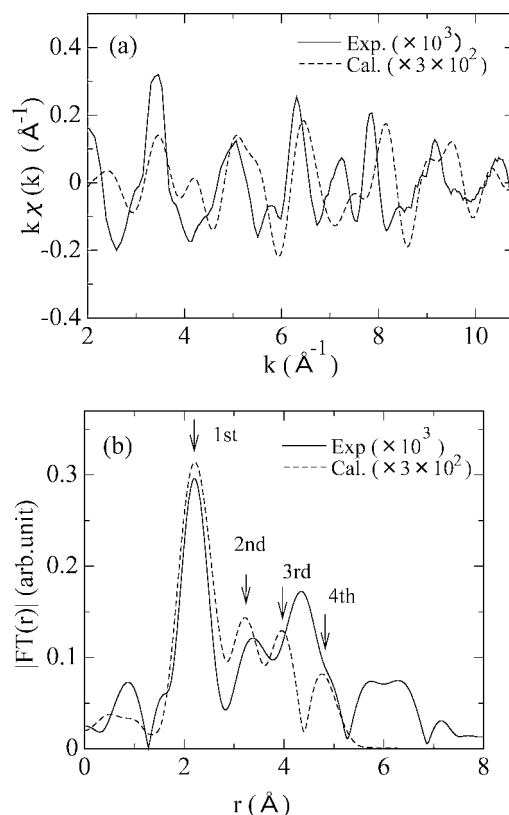 (a)
Exp. (×10³)
Cal. (×3×10²)
2
0.4
0.2
0
-0.2
-0.4
kχ(k) (Å⁻¹)
2 4 6 8 10
k (Å⁻¹)
(b)
1st
Exp (×10³)
Cal. (×3×10²)
2nd
3rd
4th
0.3
0.2
0.1
0
|FT(r)| (arb.unit)
0 2 4 6 8
r (Å)